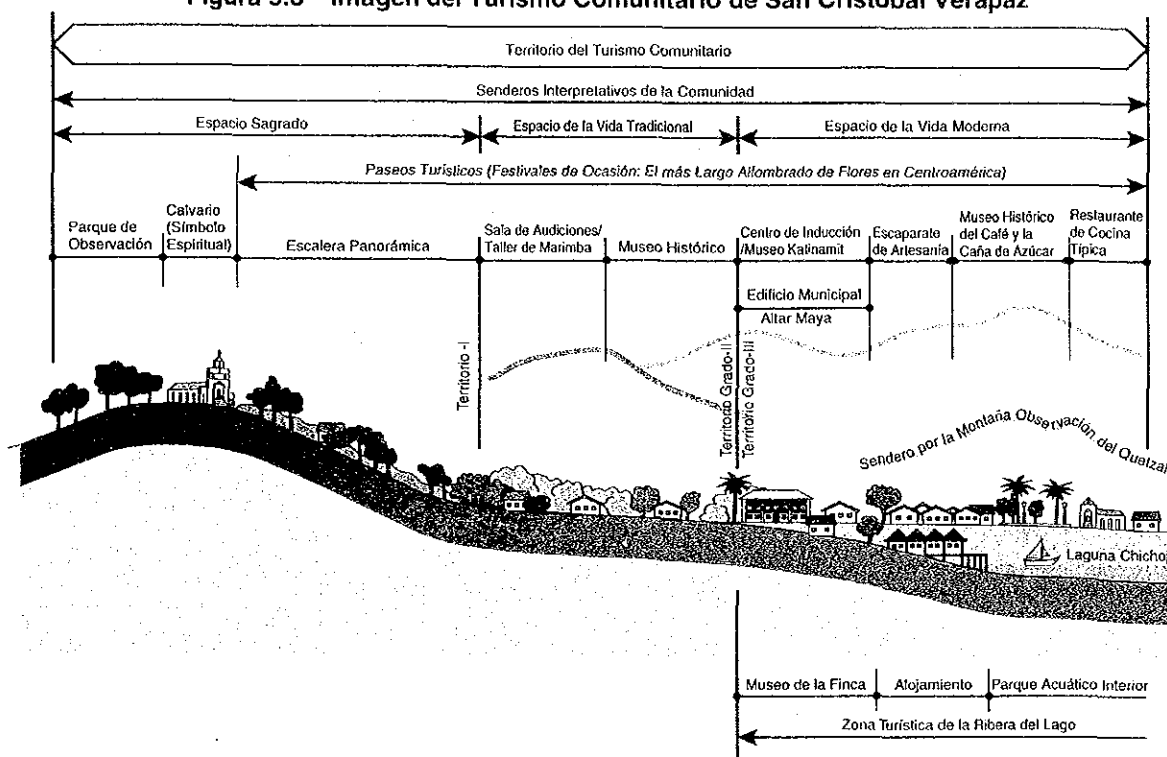 Figura 5.8 Imagen del Turismo Comunitario de San Cristóbal Verapaz
Territorio del Turismo Comunitario
Senderos Interpretativos de la Comunidad
Espacio Sagrado
Espacio de la Vida Tradicional
Espacio de la Vida Moderna
Paseos Turísticos (Festivales de Ocasión: El más Largo Alfombrado de Flores en Centroamérica)
Parque de
Observación
Calvario
(Símbolo
Espiritual)
Escalera Panorámica
Sala de Audiciones/
Taller de Marimba
Museo Histórico
Centro de Inducción
/Museo Katinamit
Escaparate
de Artesanía
Museo Histórico
del Café y la
Caña de Azúcar
Restaurante
de Cocina
Típica
Edificio Municipal
Altar Maya
Territorio -I
Territorio Grado-II
Territorio Grado-III
Sendero por la Montaña Observación del Quetzal
Laguna Chichoj
Museo de la Finca
Alojamiento
Parque Acuático Interior
Zona Turística de la Ribera del Lago